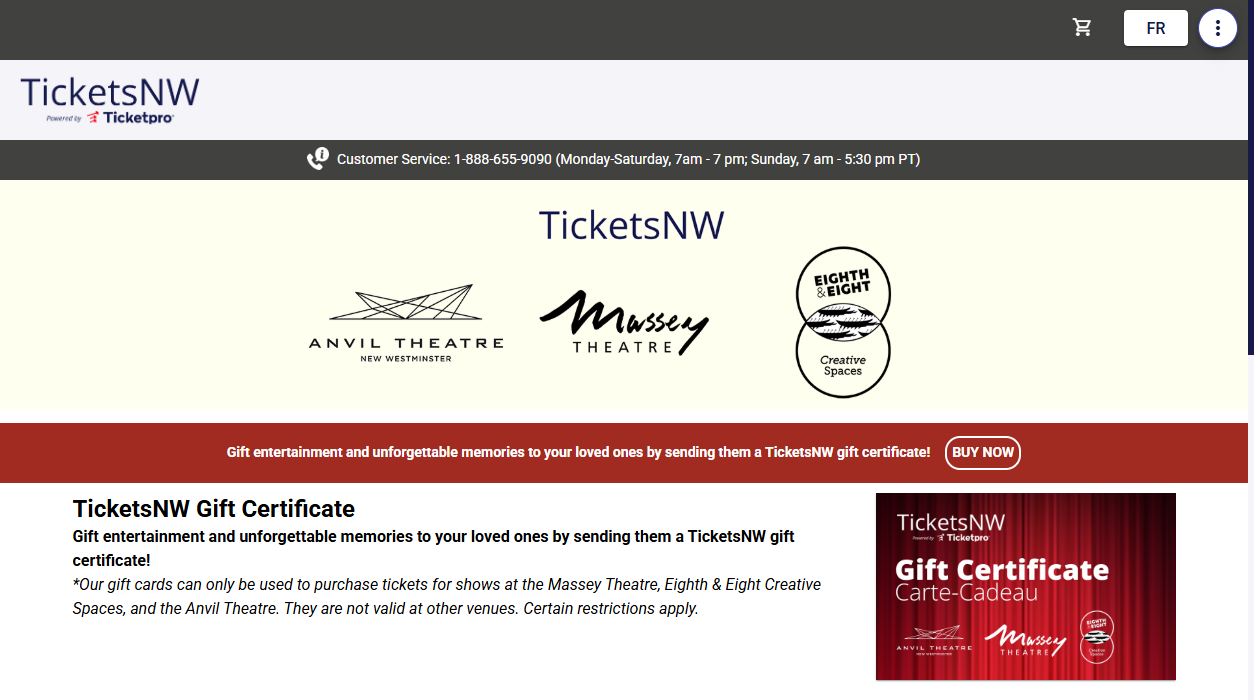 FR
TicketsNW
Powered by Ticketpro
Customer Service: 1-888-655-9090 (Monday-Saturday, 7am - 7 pm; Sunday, 7 am - 5:30 pm PT)
TicketsNW
ANVIL THEATRE
NEW WESTMINSTER
Massey
THEATRE
EIGHTH
&EIGHT
Creative
Spaces
Gift entertainment and unforgettable memories to your loved ones by sending them a TicketsNW gift certificate! BUY NOW
TicketsNW Gift Certificate
Gift entertainment and unforgettable memories to your loved ones by sending them a TicketsNW gift
certificate!
*Our gift cards can only be used to purchase tickets for shows at the Massey Theatre, Eighth & Eight Creative
Spaces, and the Anvil Theatre. They are not valid at other venues. Certain restrictions apply.
TicketsNW
Powered by Ticketpro
Gift Certificate
Carte-Cadeau
ANVIL THEATRE
NEW WESTMINSTER
Massey
THEATRE
EIGHTH
&EIGHT
Creative
Spaces